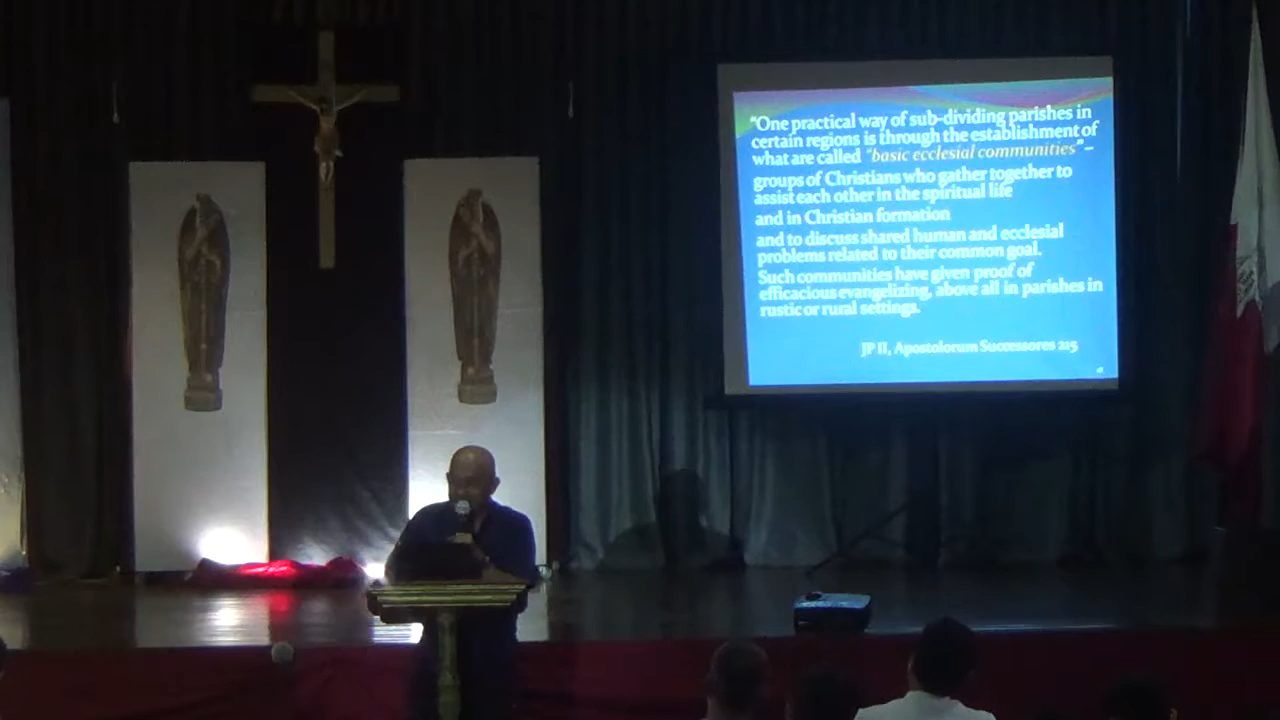 "One practical way of sub-dividing parishes in
certain regions is through the establishment of
what are called "basic ecclesial communities" –
groups of Christians who gather together to
assist each other in the spiritual life
and in Christian formation
and to discuss shared human and ecclesial
problems related to their common goal.
Such communities have given proof of
efficacious evangelizing, above all in parishes in
rustic or rural settings.
JP II, Apostolorum Successores 215